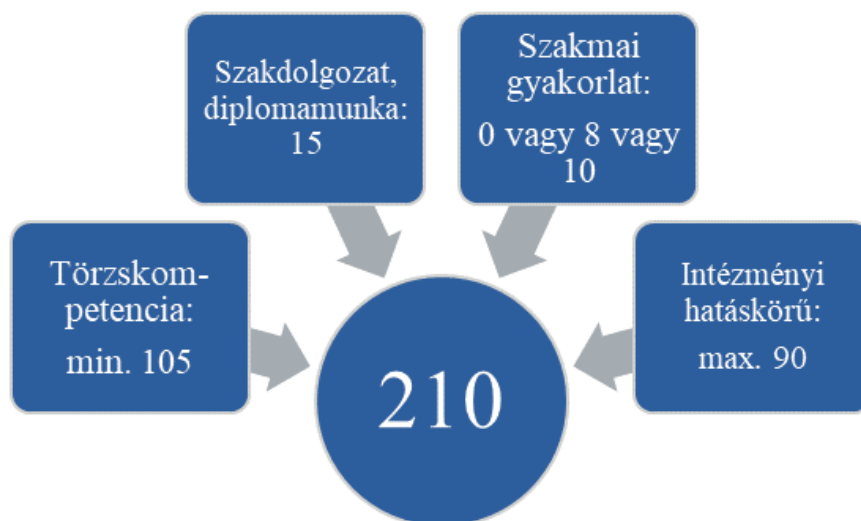 Szakdolgozat,
diplomamunka:
15
Szakmai
gyakorlat:
0 vagy 8 vagy
10
Törzskom-
petencia:
min. 105
Intézményi
hatáskörű:
max. 90
210